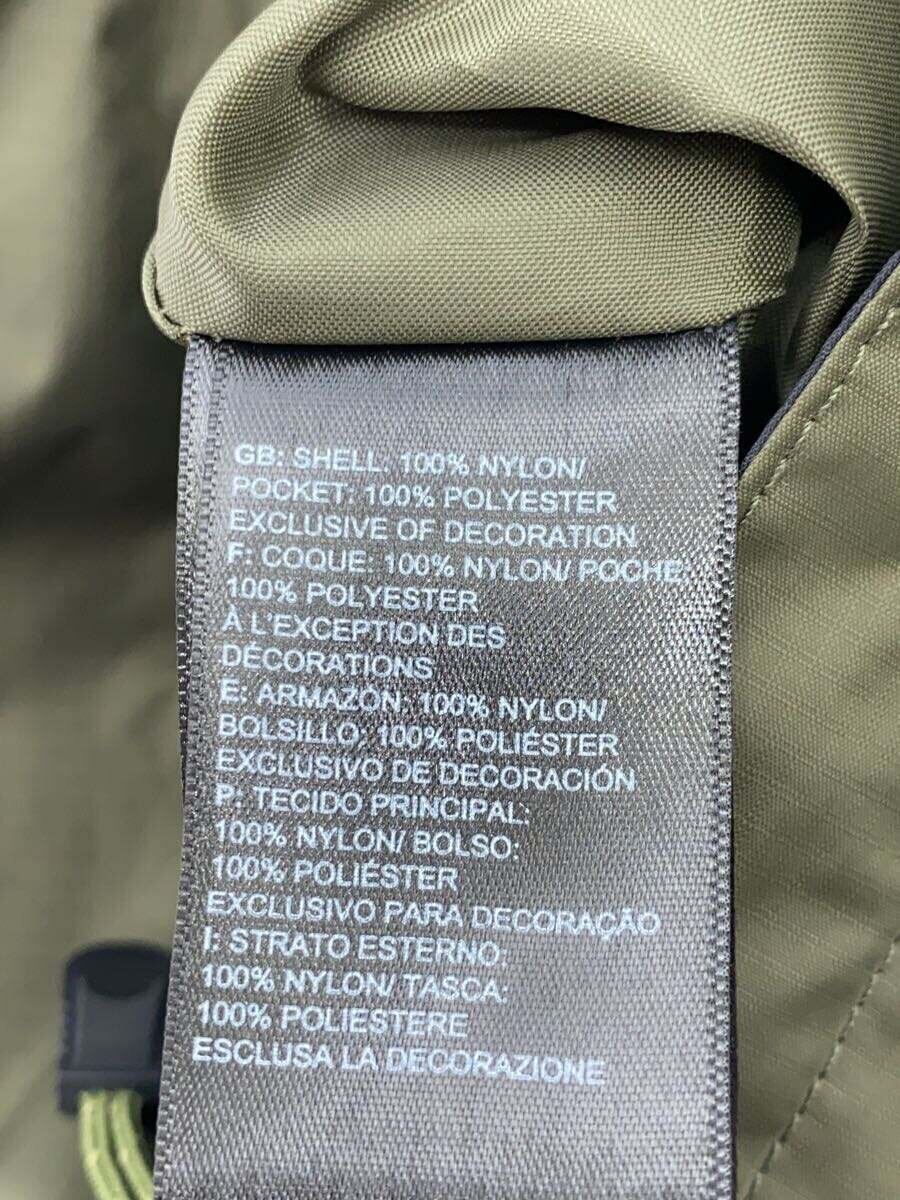 GB: SHELL: 100% NYLON/
POCKET: 100% POLYESTER
EXCLUSIVE OF DECORATION
F: COQUE: 100% NYLON/ POCHE:
100% POLYESTER
À L'EXCEPTION DES
DÉCORATIONS
E: ARMAZÓN: 100% NYLON/
BOLSILLO: 100% POLIÉSTER
EXCLUSIVO DE DECORACIÓN
P: TECIDO PRINCIPAL:
100% NYLON/ BOLSO:
100% POLIÉSTER
EXCLUSIVO PARA DECORAÇÃO
I: STRATO ESTERNO:
100% NYLON/ TASCA:
100% POLIESTERE
ESCLUSA LA DECORAZIONE